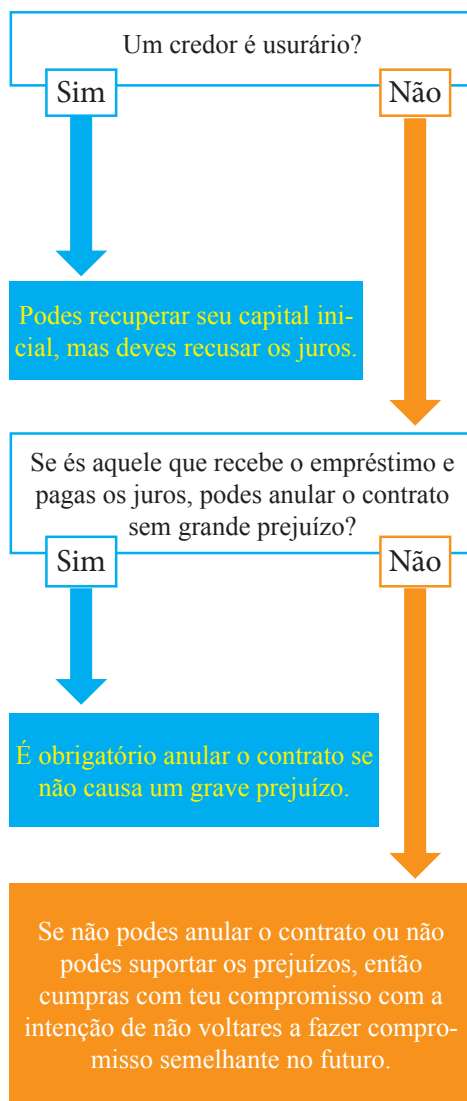 Um credor é usurário?
Sim
Não
Podes recuperar seu capital ini-
cial, mas deves recusar os juros.
Se és aquele que recebe o empréstimo e
pagas os juros, podes anular o contrato
sem grande prejuízo?
Sim
Não
É obrigatório anular o contrato se
não causa um grave prejuízo.
Se não podes anular o contrato ou não
podes suportar os prejuízos, então
cumpras com teu compromisso com a
intenção de não voltares a fazer compro-
misso semelhante no futuro.